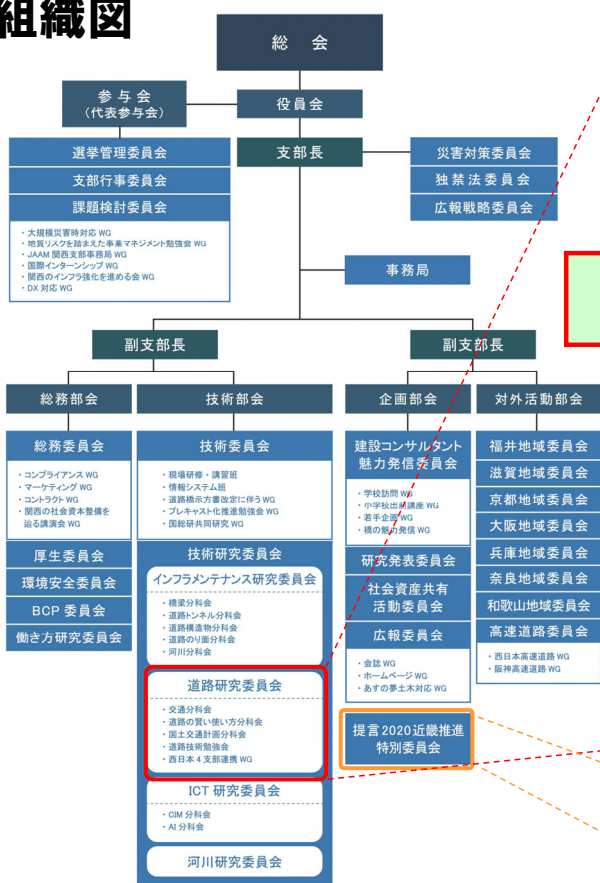 組織図
総 会
参与会
(代表参与会)
役員会
選挙管理委員会
支部行事委員会
課題検討委員会
・大規模災害時対応 WG
・地質リスクを踏まえた事業マネジメント勉強会 WG
・JAAM 関西支部事務局 WG
・国際インターンシップ WG
・関西のインフラ強化を進める会 WG
・DX 対応 WG
支部長
災害対策委員会
独禁法委員会
広報戦略委員会
事務局
副支部長
副支部長
総務部会
技術部会
企画部会
対外活動部会
総務委員会
・コンプライアンス WG
・マーケティング WG
・コントラクト WG
・関西の社会資本整備を
辿る講演会 WG
厚生委員会
環境安全委員会
BCP 委員会
働き方研究委員会
技術委員会
・現場研修・講習班
・情報システム班
・道路橋示方書改定に伴う WG
・プレキャスト化推進勉強会 WG
・国総研共同研究 WG
技術研究委員会
インフラメンテナンス研究委員会
・橋梁分科会
・道路トンネル分科会
・道路構造物分科会
・道路のり面分科会
・河川分科会
道路研究委員会
・交通分科会
・道路の賢い使い方分科会
・国土交通計画分科会
・道路技術勉強会
・西日本 4 支部連携 WG
ICT 研究委員会
・CIM 分科会
・AI 分科会
河川研究委員会
建設コンサルタント
魅力発信委員会
・学校訪問 WG
・小学校出前講座 WG
・若手企画 WG
・橋の魅力発信 WG
研究発表委員会
社会資産共有
活動委員会
広報委員会
・会誌 WG
・ホームページ WG
・あすの夢土木対応 WG
提言2020近畿推進
特別委員会
福井地域委員会
滋賀地域委員会
京都地域委員会
大阪地域委員会
兵庫地域委員会
奈良地域委員会
和歌山地域委員会
高速道路委員会
・西日本高速道路 WG
・阪神高速道路 WG